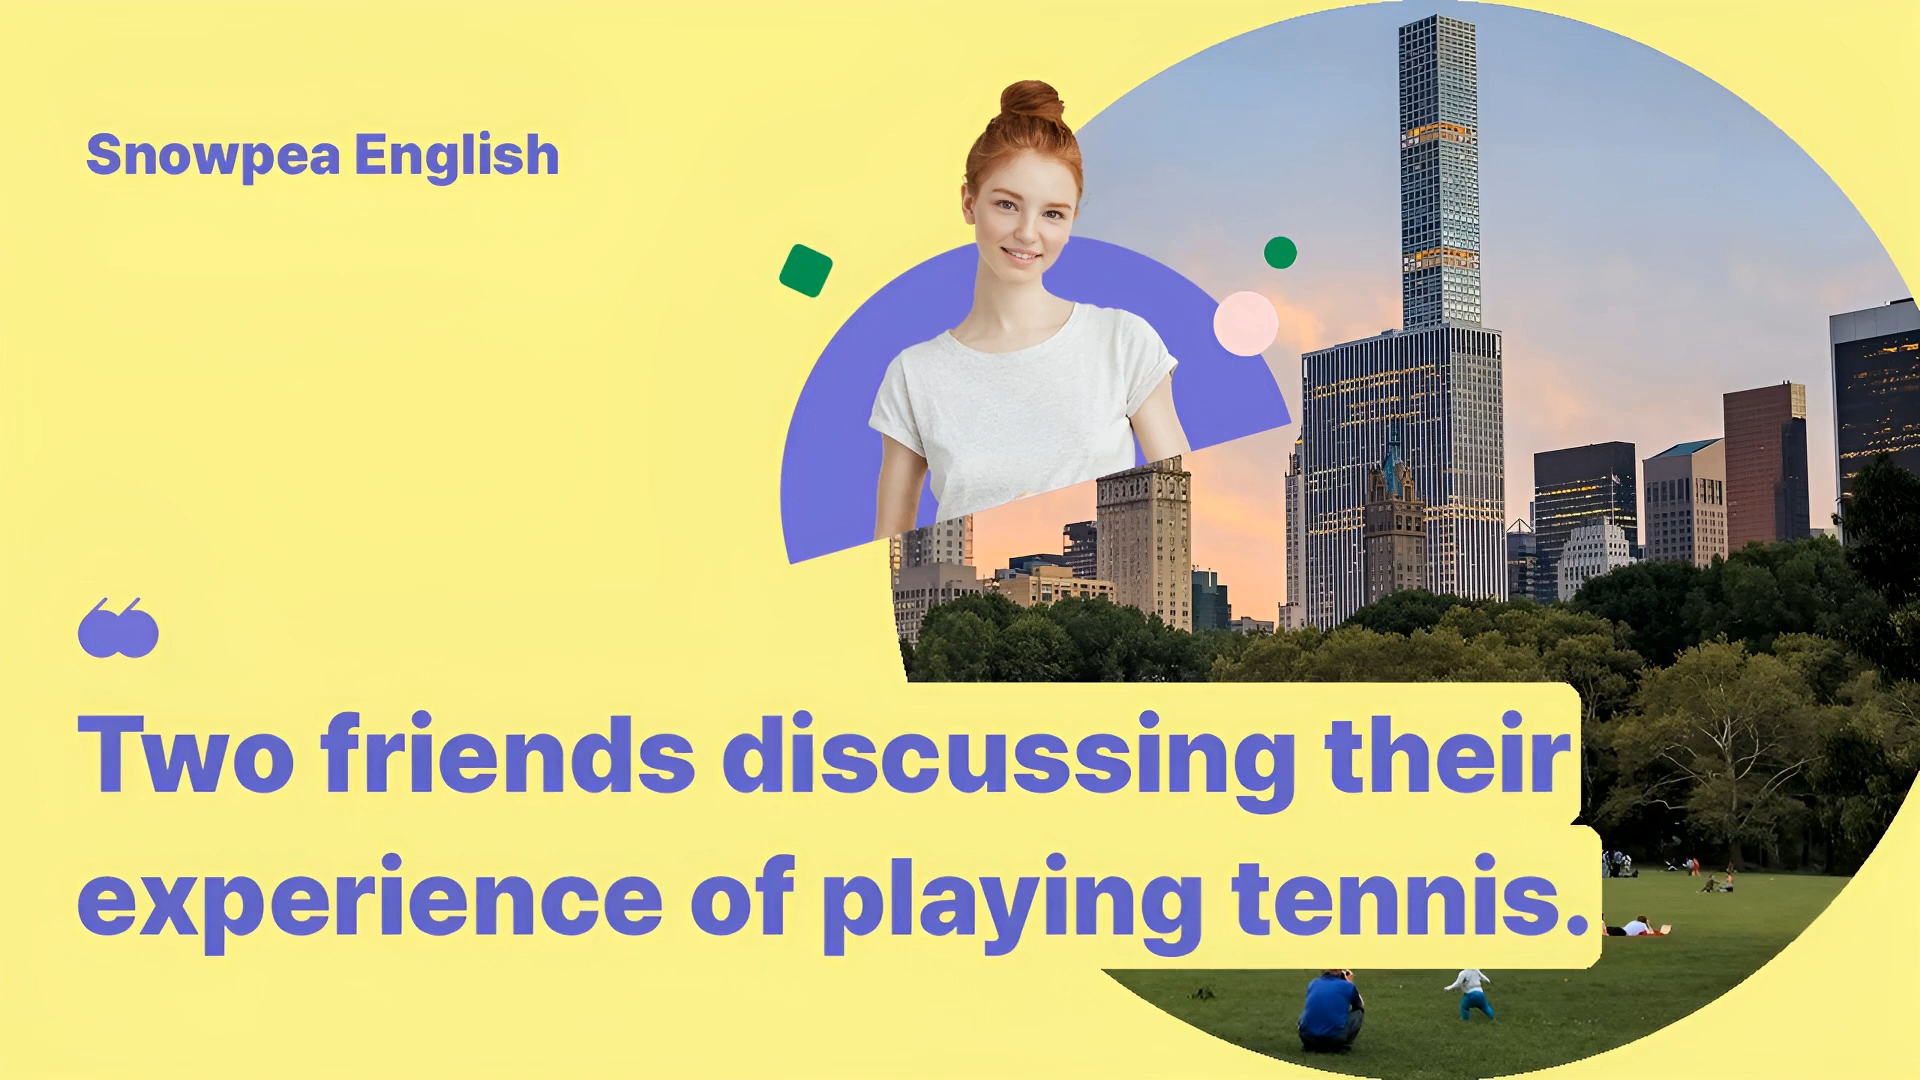 Snowpea English
“
Two friends discussing their
experience of playing tennis.